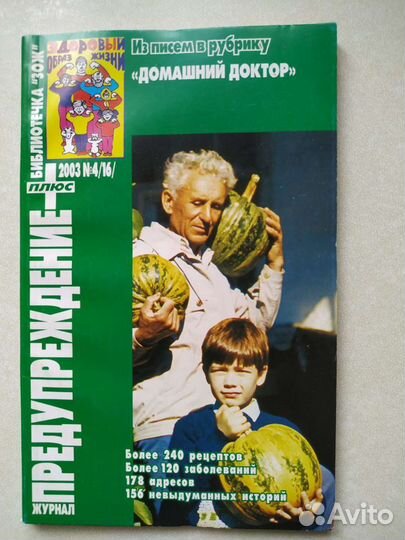 Из писем в рубрику
«ДОМАШНИЙ ДОКТОР»
ЗДОРОВЫЙ
ОБРАЗ ЖИЗНИ
БИБЛИОТЕЧКА "ЗОЖ"
2003 №4/16/
ПЛЮС
ЖУРНАЛ
ПРЕДУПРЕЖДЕНИЕ+
Более 240 рецептов
Более 120 заболеваний
178 адресов
156 невыдуманных историй
Avito